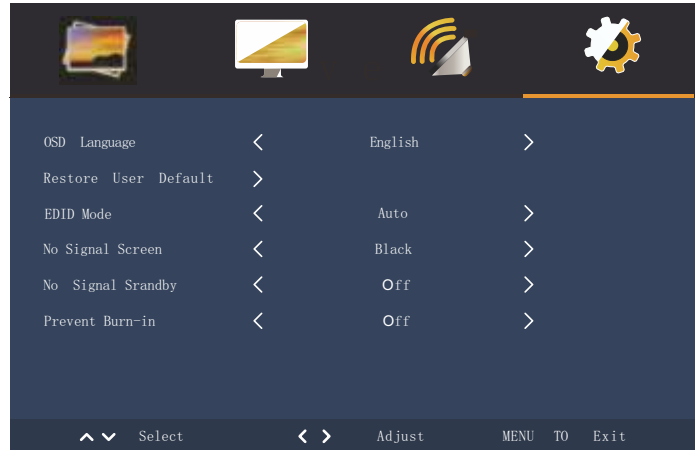 OSD Language English
Restore User Default
EDID Mode Auto
No Signal Screen Black
No Signal Srandby Off
Prevent Burn-in Off
Select Adjust MENU TO Exit